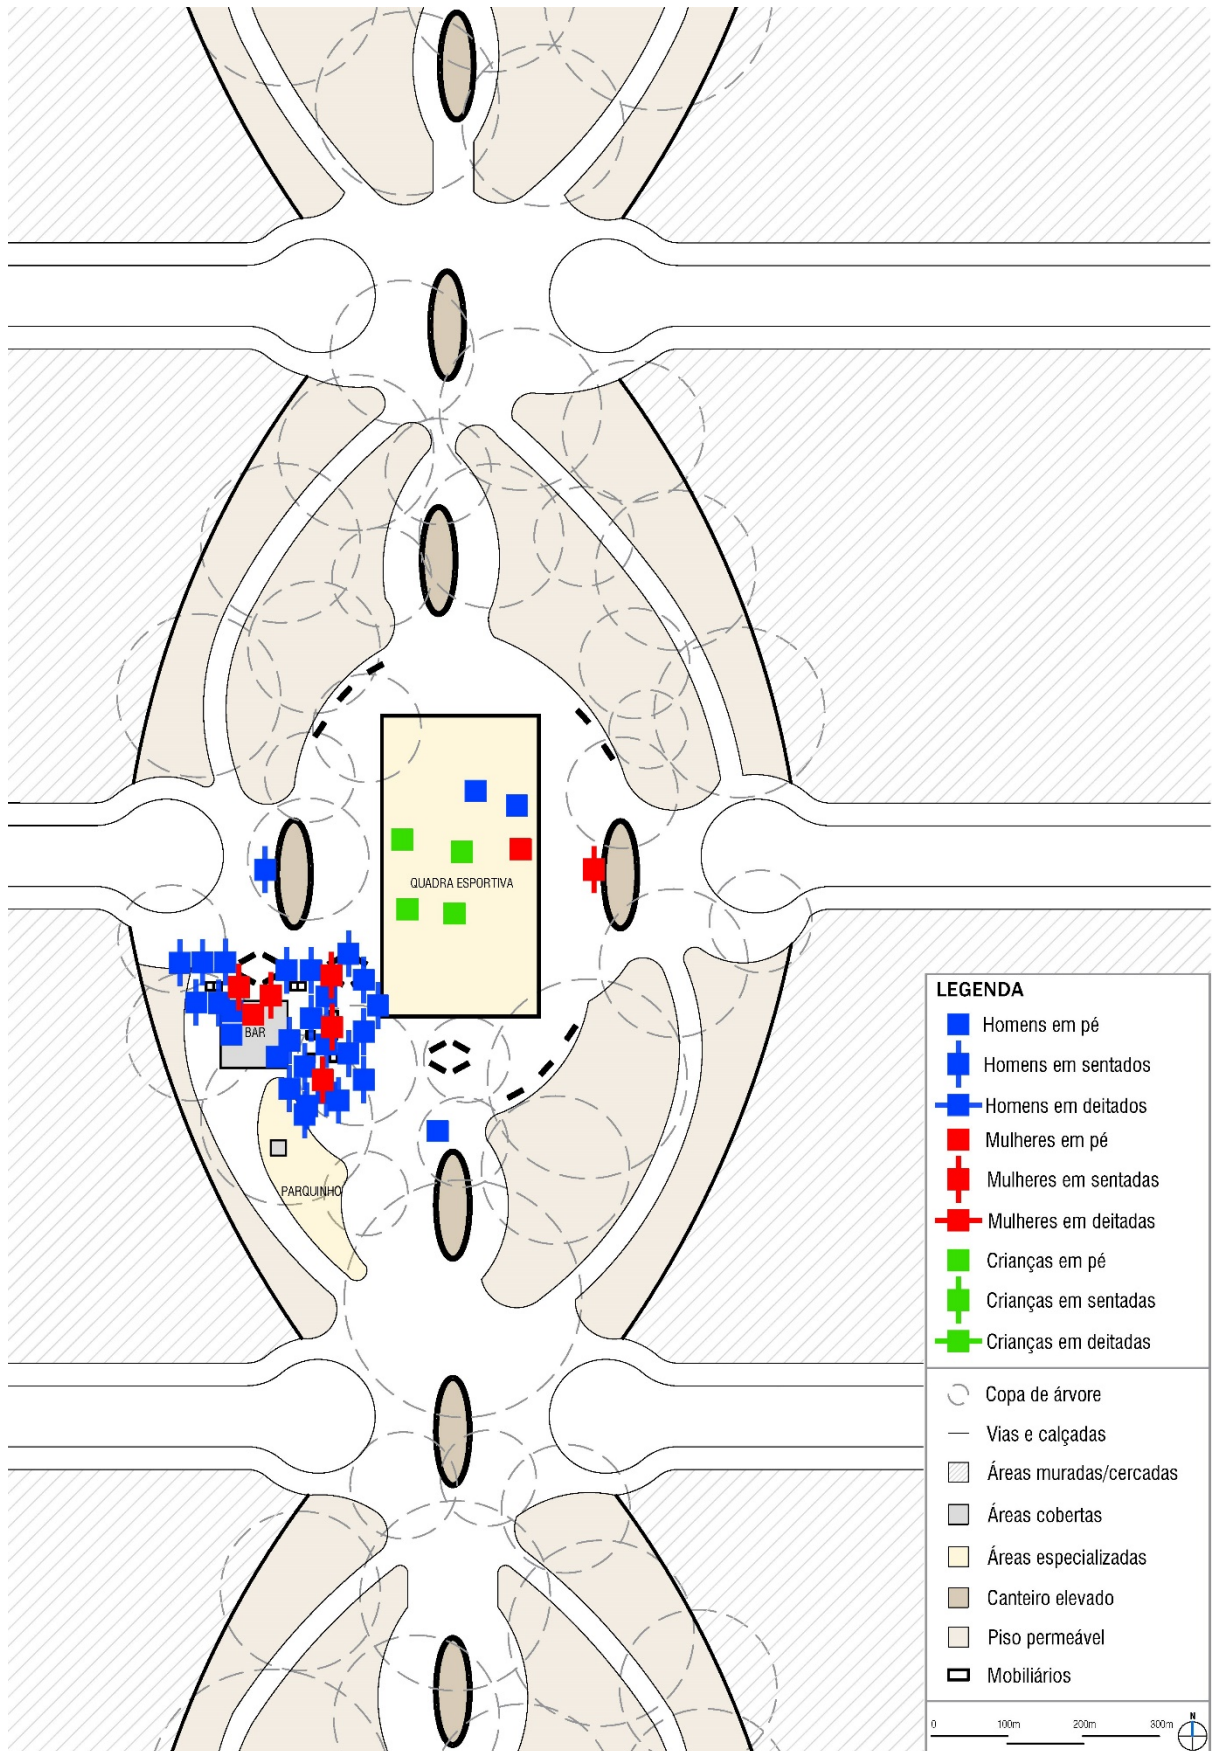 QUADRA ESPORTIVA
BAR
PARQUINHO
LEGENDA
Homens em pé
Homens em sentados
Homens em deitados
Mulheres em pé
Mulheres em sentadas
Mulheres em deitadas
Crianças em pé
Crianças em sentadas
Crianças em deitadas
Copa de árvore
Vias e calçadas
Áreas muradas/cercadas
Áreas cobertas
Áreas especializadas
Canteiro elevado
Piso permeável
Mobiliários
0 100m 200m 300m N